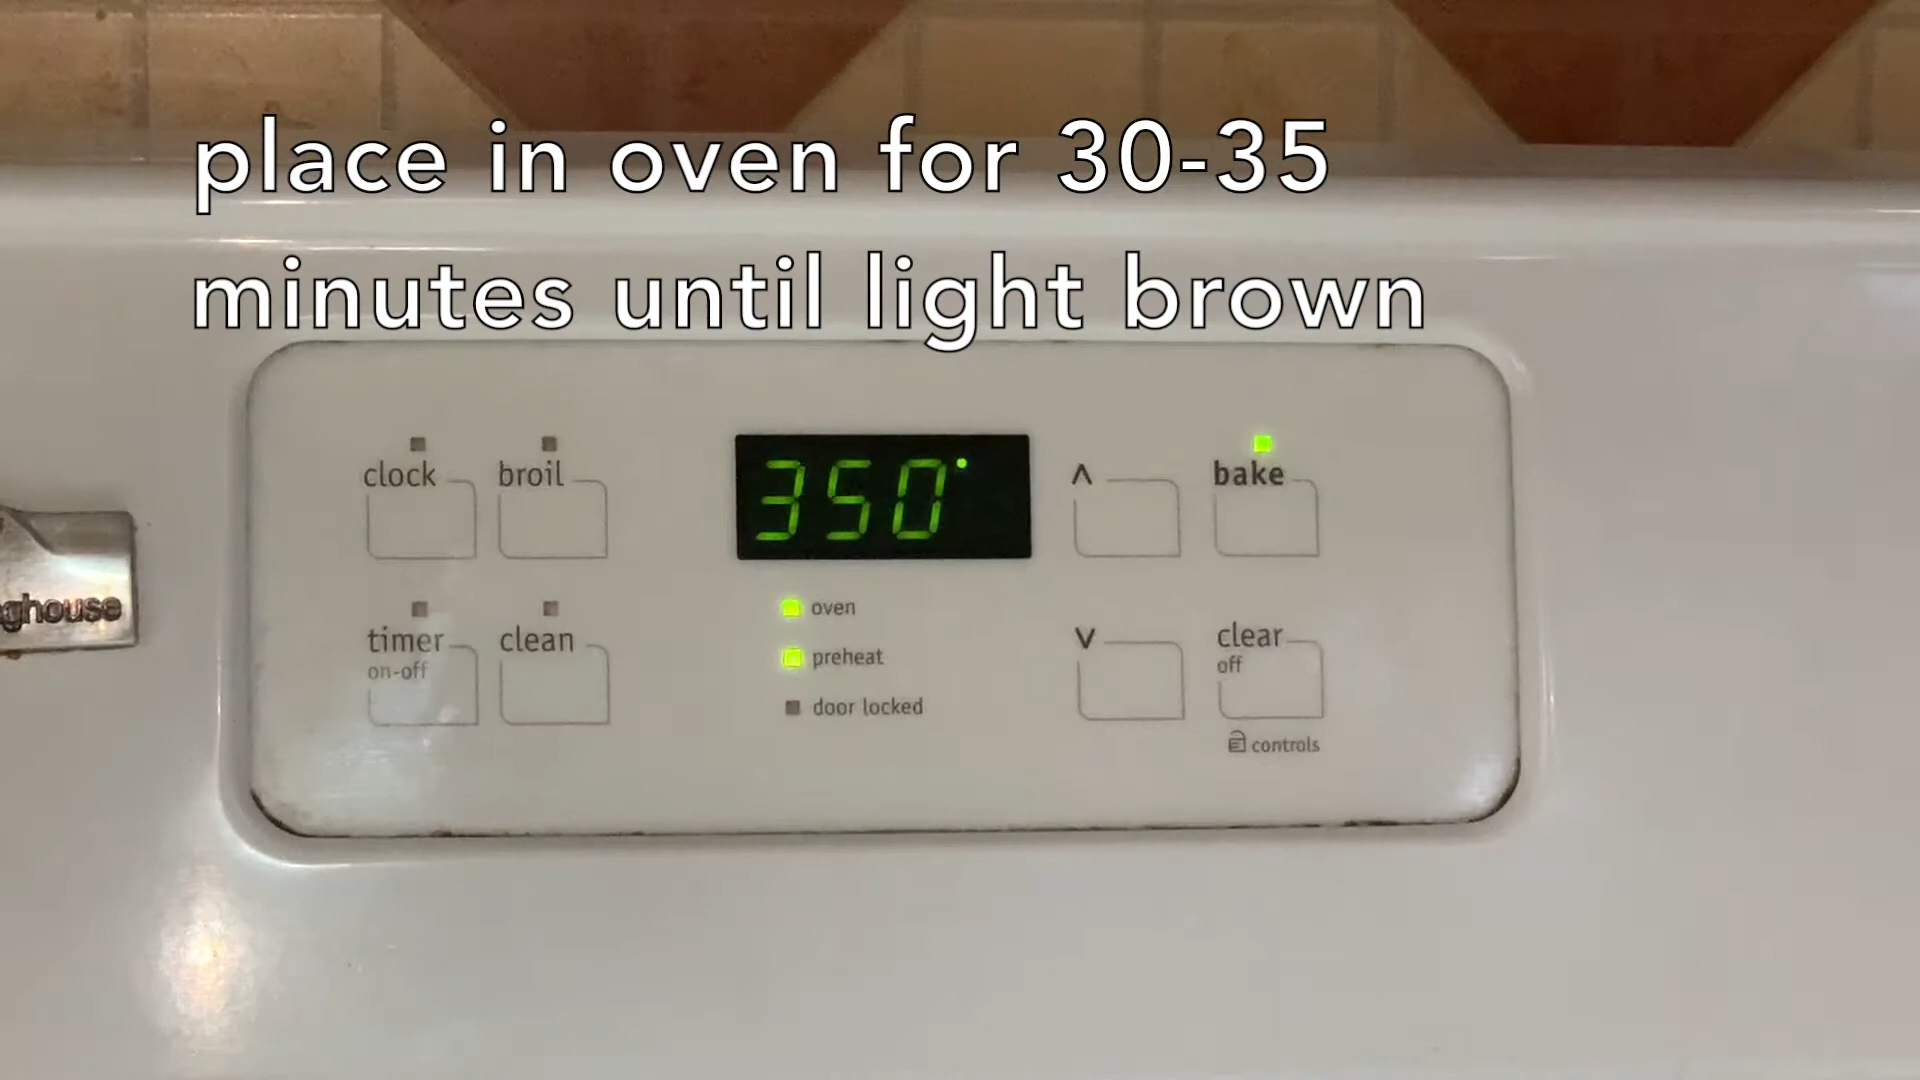 place in oven for 30-35
minutes until light brown
clock
broil
350°
^
bake
oven
preheat
door locked
timer
on-off
clean
v
clear
off
controls
ghouse